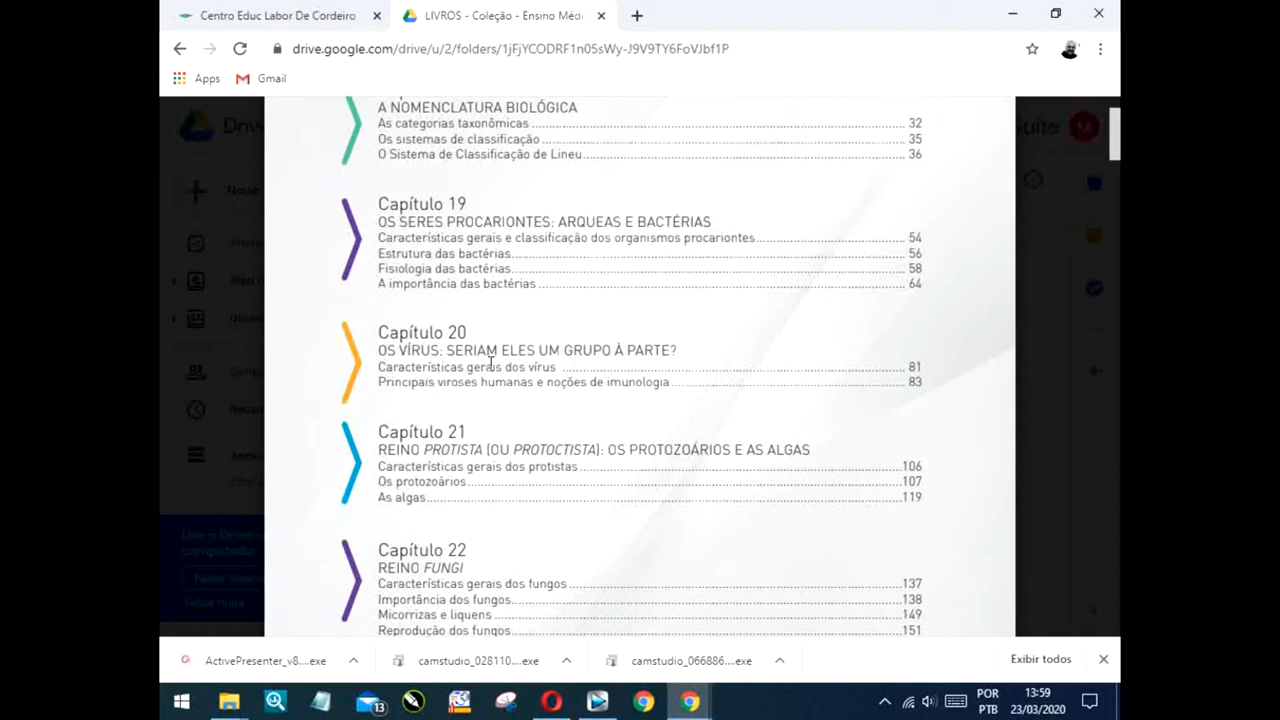 Centro Educ Labor De Cordeiro
LIVROS - Coleção - Ensino Méd
drive.google.com/drive/u/2/folders/1jFjYCODRF1n05sWy-J9V9TY6FoVJbf1P
Apps
Gmail
A NOMENCLATURA BIOLÓGICA
As categorias taxonômicas 32
Os sistemas de classificação 35
O Sistema de Classificação de Lineu 36
Capítulo 19
OS SERES PROCARIONTES: ARQUEAS E BACTÉRIAS
Características gerais e classificação dos organismos procariontes 54
Estrutura das bactérias 56
Fisiologia das bactérias 58
A importância das bactérias 64
Capítulo 20
OS VÍRUS: SERIAM ELES UM GRUPO À PARTE?
Características gerais dos vírus 81
Principais viroses humanas e noções de imunologia 83
Capítulo 21
REINO PROTISTA (OU PROTOCTISTA): OS PROTOZOÁRIOS E AS ALGAS
Características gerais dos protistas 106
Os protozoários 107
As algas 119
Capítulo 22
REINO FUNGI
Características gerais dos fungos 137
Importância dos fungos 138
Micorrizas e liquens 149
Reprodução dos fungos 151
ActivePresenter_v8....exe
camstudio_028110....exe
camstudio_066886....exe
Exibir todos
13
POR
PTB
13:59
23/03/2020